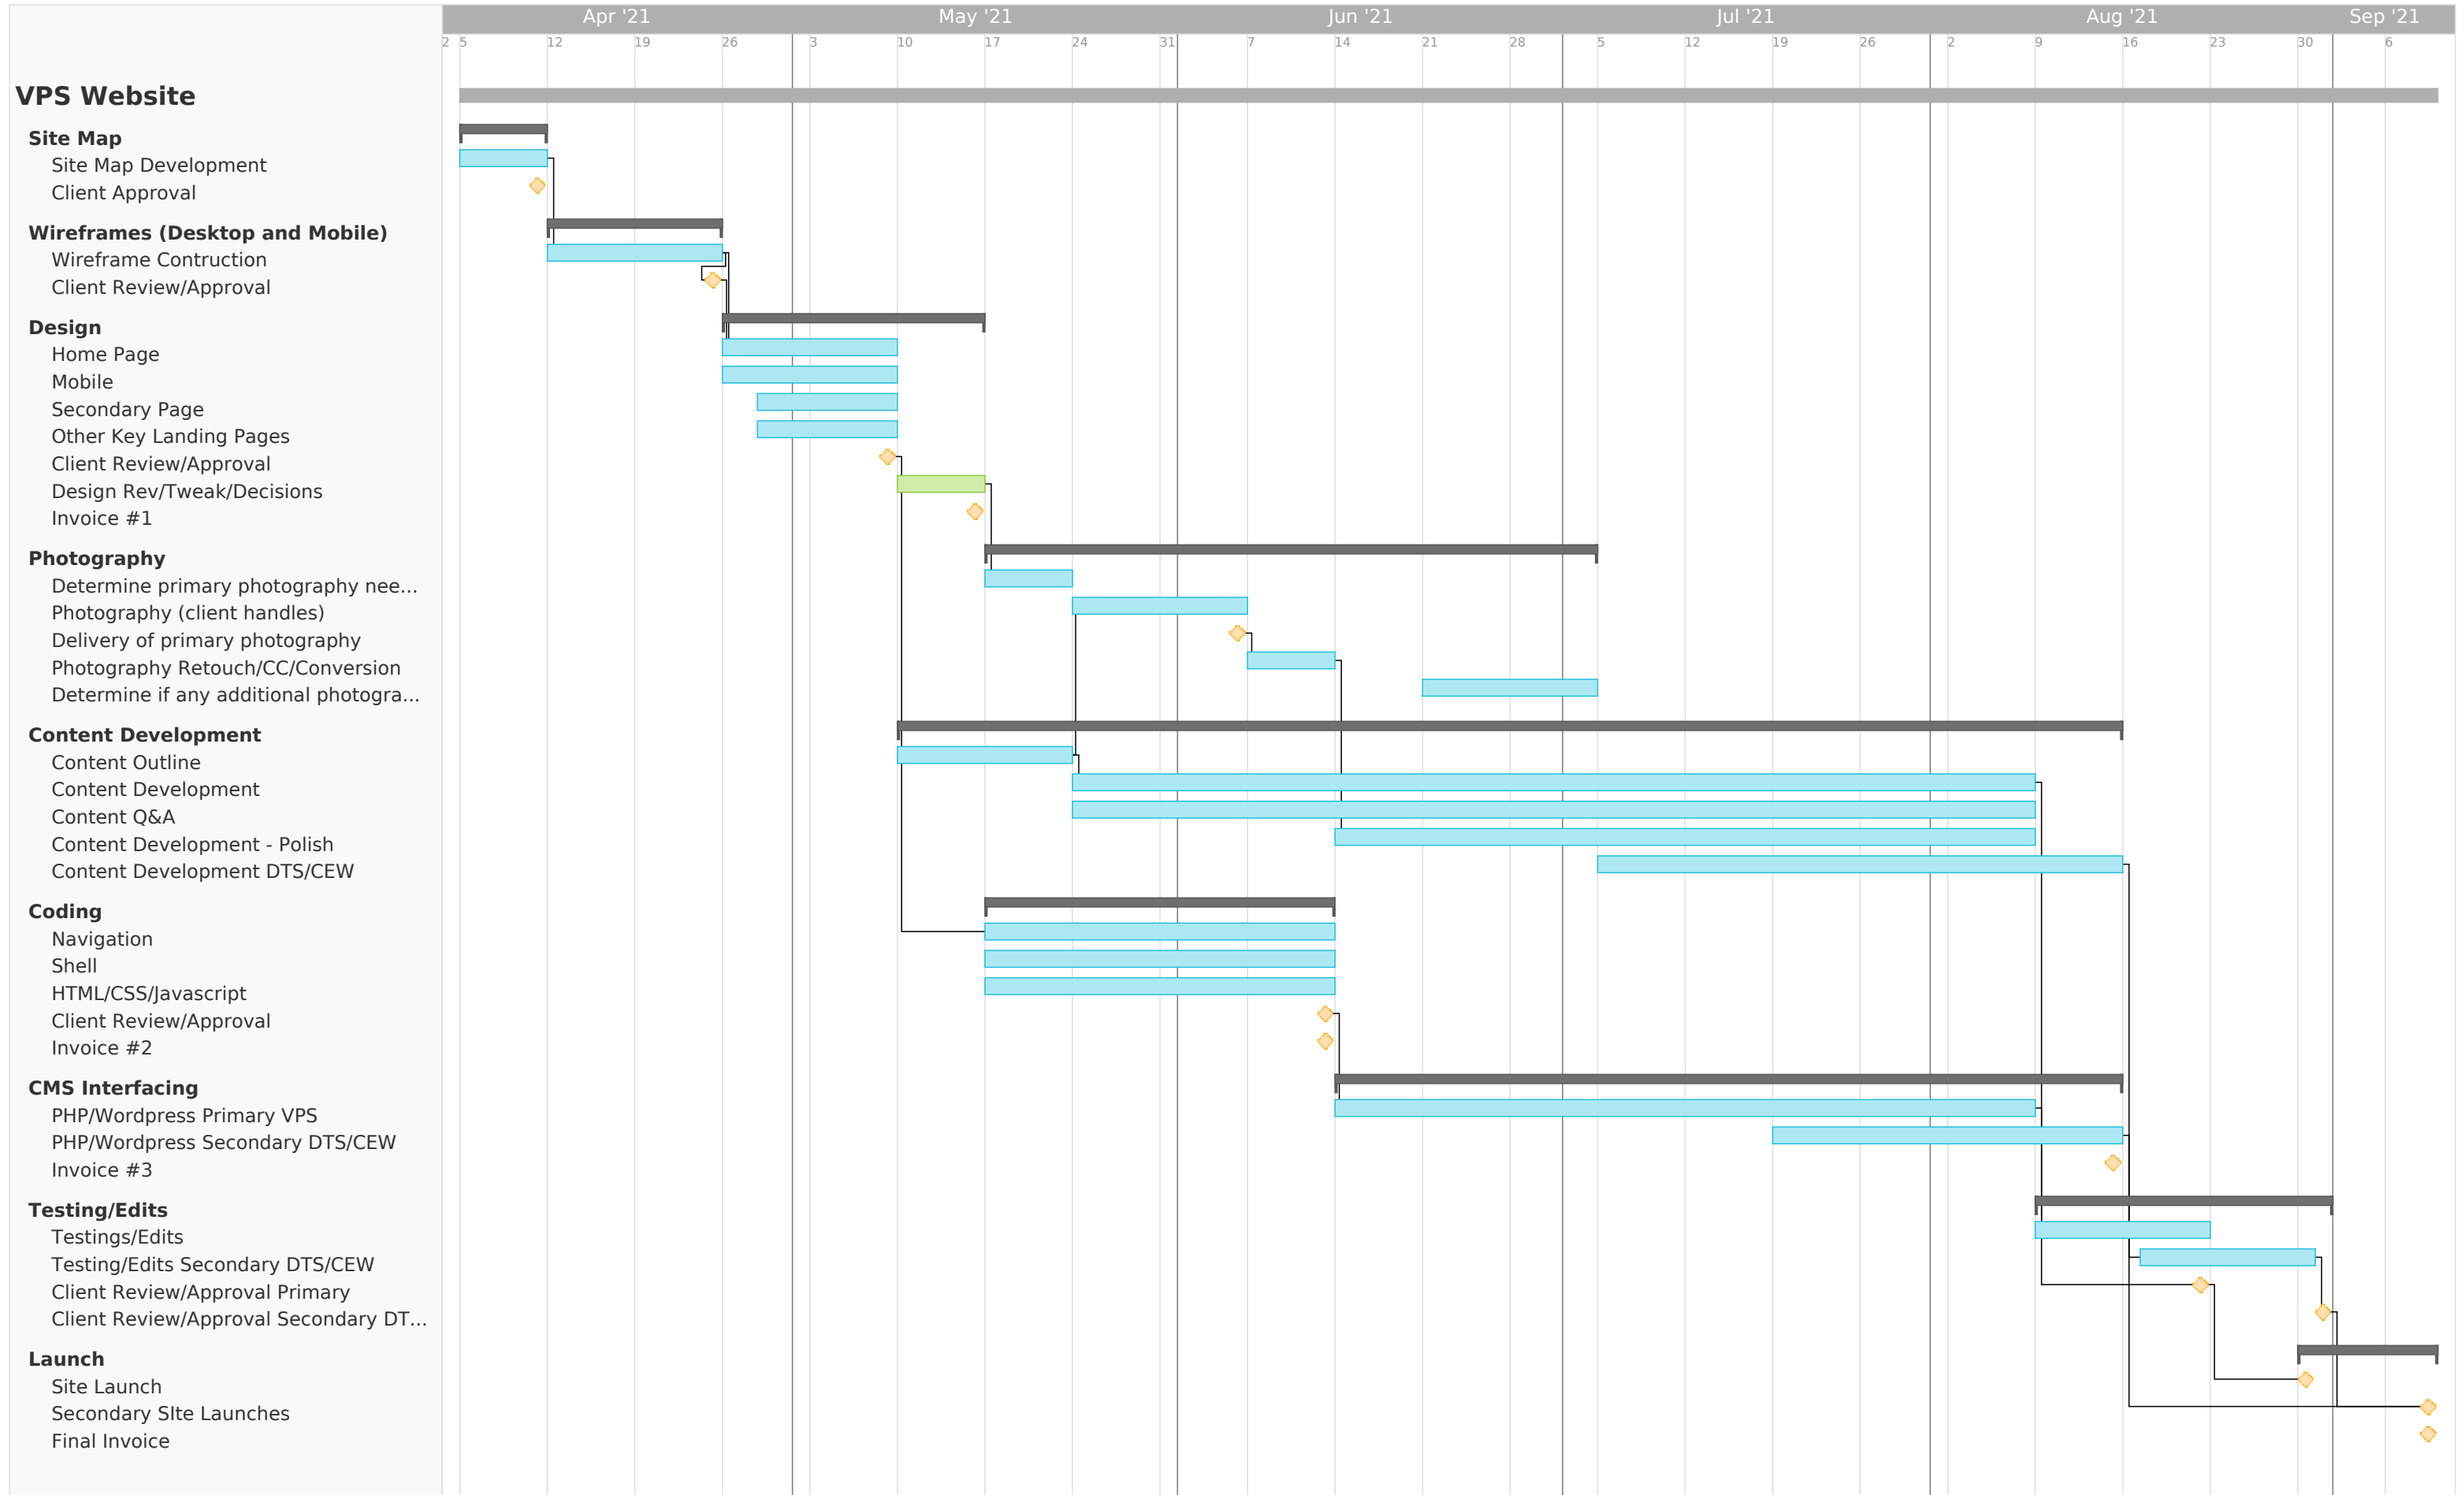 Apr '21 May '21 Jun '21 Jul '21 Aug '21 Sep '21
2 5 12 19 26 3 10 17 24 31 7 14 21 28 5 12 19 26 2 9 16 23 30 6
VPS Website
Site Map
Site Map Development
Client Approval
Wireframes (Desktop and Mobile)
Wireframe Contruction
Client Review/Approval
Design
Home Page
Mobile
Secondary Page
Other Key Landing Pages
Client Review/Approval
Design Rev/Tweak/Decisions
Invoice #1
Photography
Determine primary photography nee...
Photography (client handles)
Delivery of primary photography
Photography Retouch/CC/Conversion
Determine if any additional photogra...
Content Development
Content Outline
Content Development
Content Q&A
Content Development - Polish
Content Development DTS/CEW
Coding
Navigation
Shell
HTML/CSS/Javascript
Client Review/Approval
Invoice #2
CMS Interfacing
PHP/Wordpress Primary VPS
PHP/Wordpress Secondary DTS/CEW
Invoice #3
Testing/Edits
Testings/Edits
Testing/Edits Secondary DTS/CEW
Client Review/Approval Primary
Client Review/Approval Secondary DT...
Launch
Site Launch
Secondary SIte Launches
Final Invoice